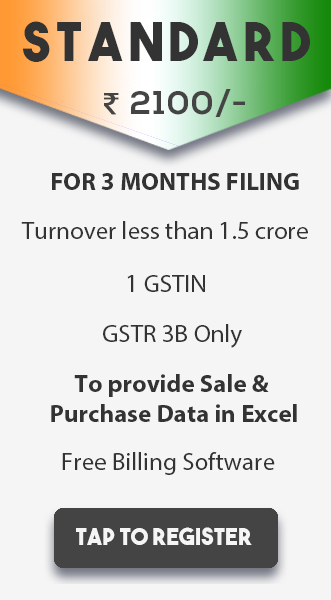 STANDARD
₹ 2100/-
FOR 3 MONTHS FILING
Turnover less than 1.5 crore
1 GSTIN
GSTR 3B Only
To provide Sale &
Purchase Data in Excel
Free Billing Software
TAP TO REGISTER